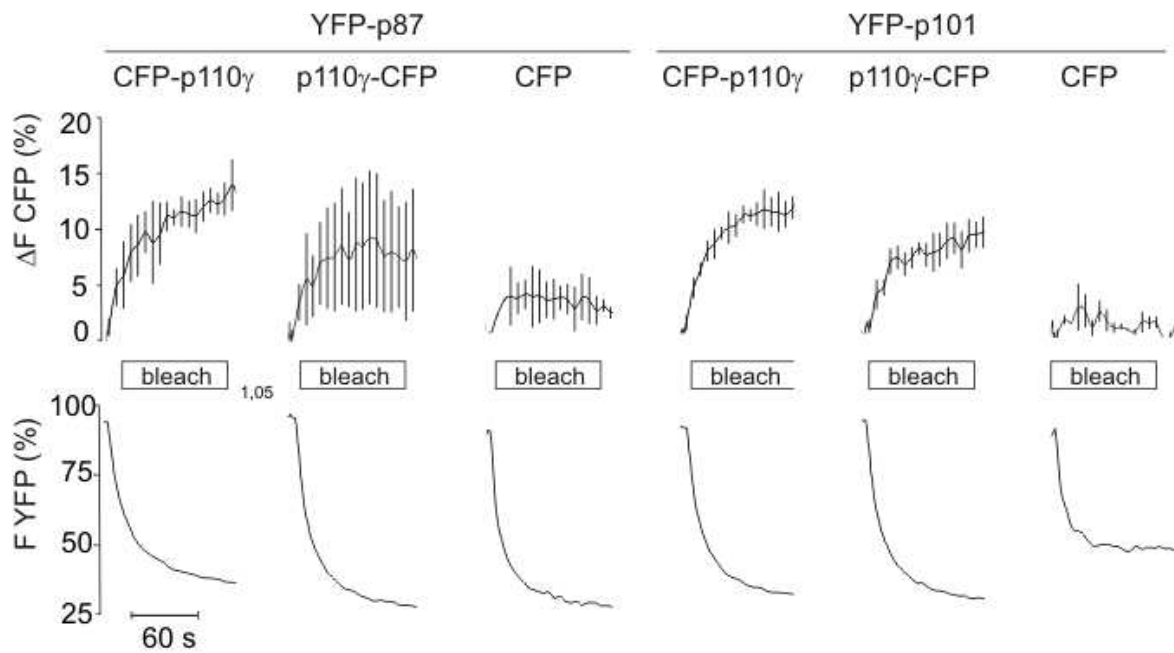 YFP-p87 YFP-p101
CFP-p110γ p110γ-CFP CFP CFP-p110γ p110γ-CFP CFP
ΔF CFP (%)
20
15
10
5
0
bleach bleach bleach bleach bleach bleach
1,05
F YFP (%)
100
75
50
25
60 s